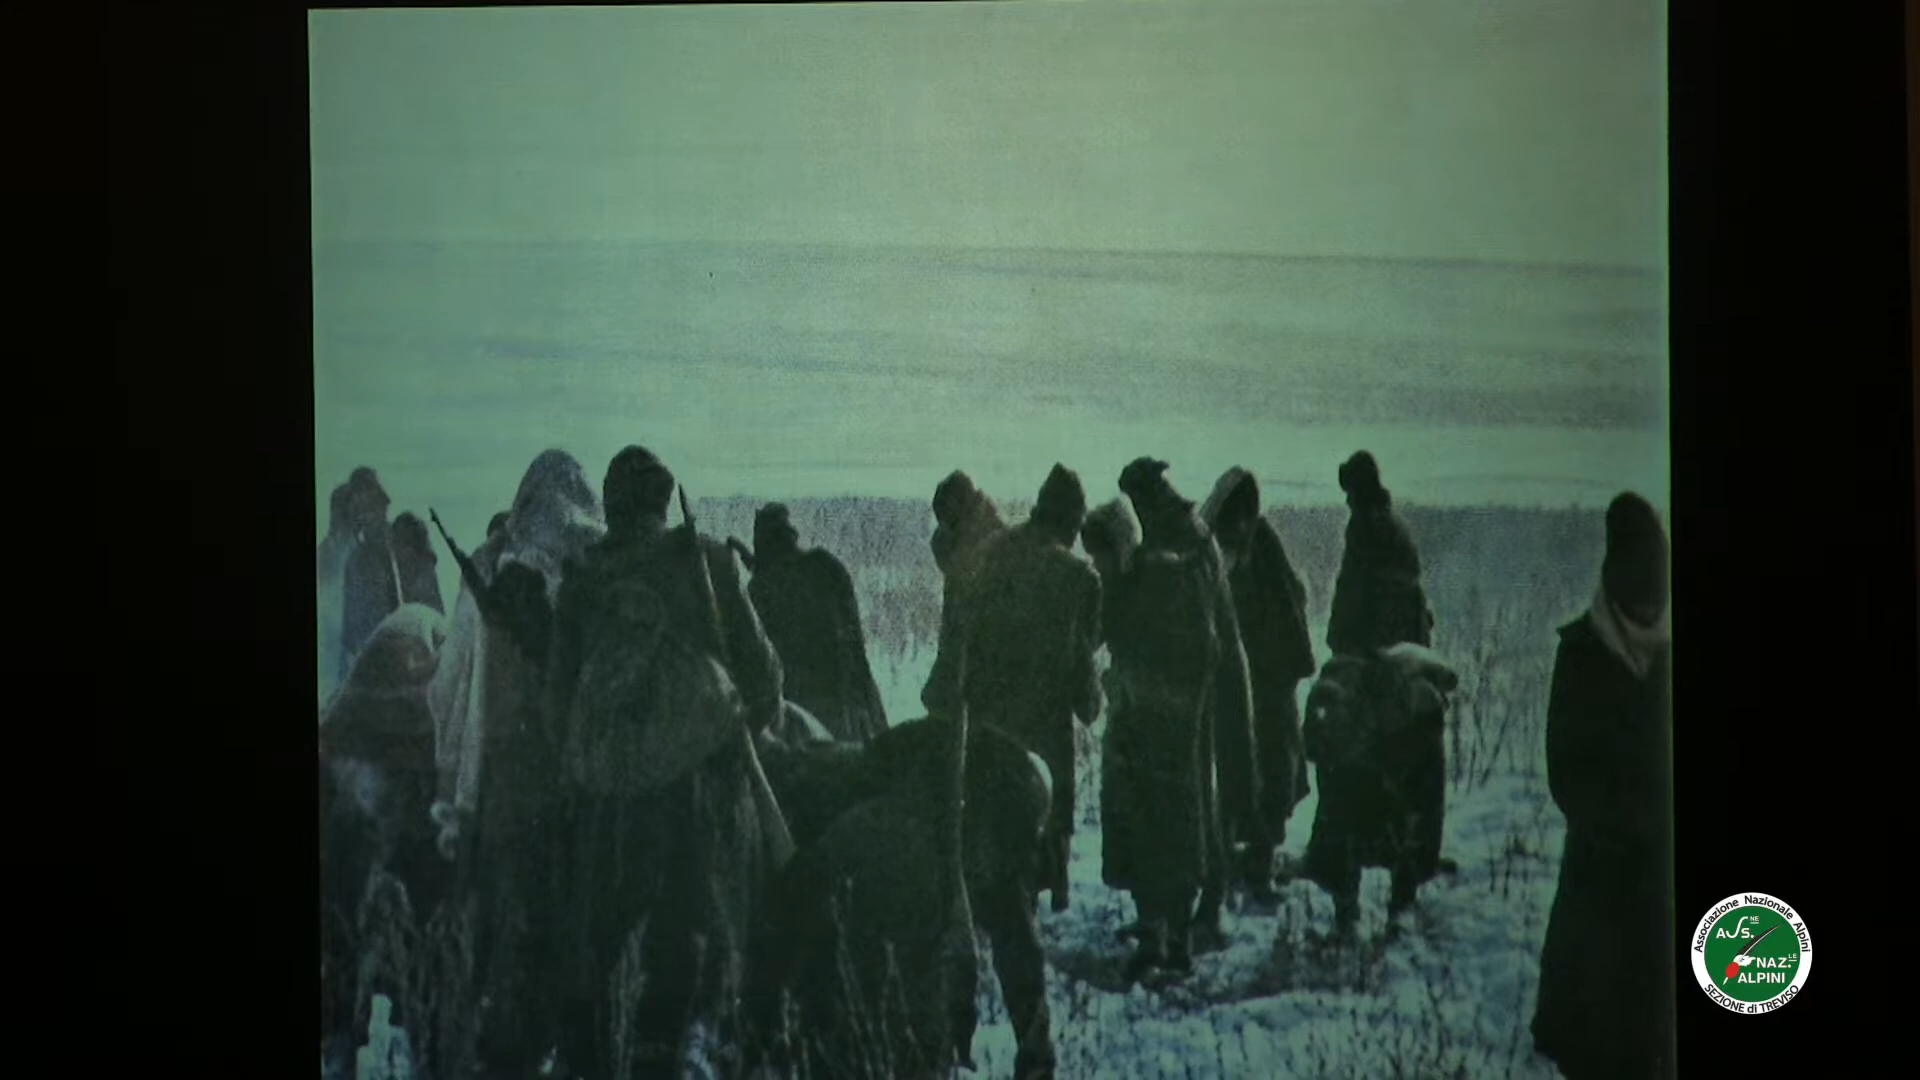 Associazione Nazionale Alpini
ASS.NE
NAZ.LE
ALPINI
SEZIONE di TREVISO